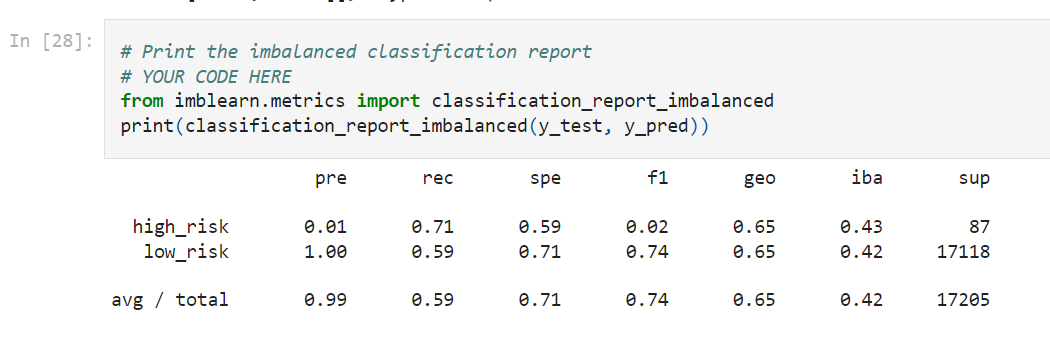 In [28]:
# Print the imbalanced classification report
# YOUR CODE HERE
from imblearn.metrics import classification_report_imbalanced
print(classification_report_imbalanced(y_test, y_pred))
pre rec spe f1 geo iba sup
high_risk 0.01 0.71 0.59 0.02 0.65 0.43 87
low_risk 1.00 0.59 0.71 0.74 0.65 0.42 17118
avg / total 0.99 0.59 0.71 0.74 0.65 0.42 17205